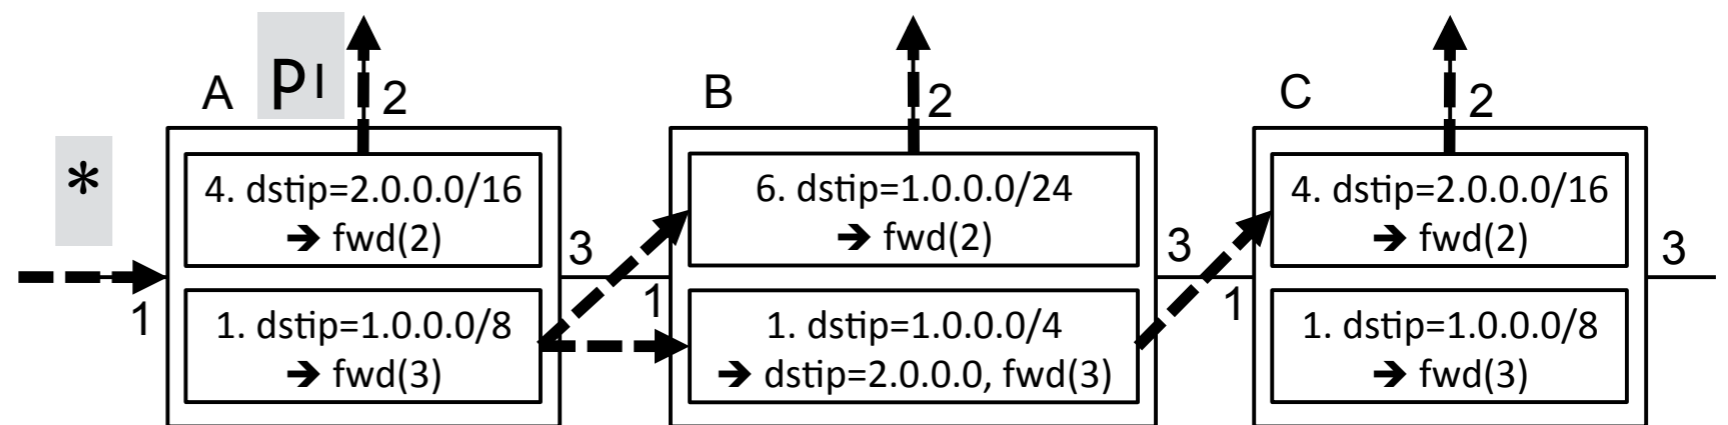 A
p1
2
B
2
C
2
*
4. dstip=2.0.0.0/16
➔ fwd(2)
6. dstip=1.0.0.0/24
➔ fwd(2)
4. dstip=2.0.0.0/16
➔ fwd(2)
3
3
3
1
1
1
1. dstip=1.0.0.0/8
➔ fwd(3)
1. dstip=1.0.0.0/4
➔ dstip=2.0.0.0, fwd(3)
1. dstip=1.0.0.0/8
➔ fwd(3)